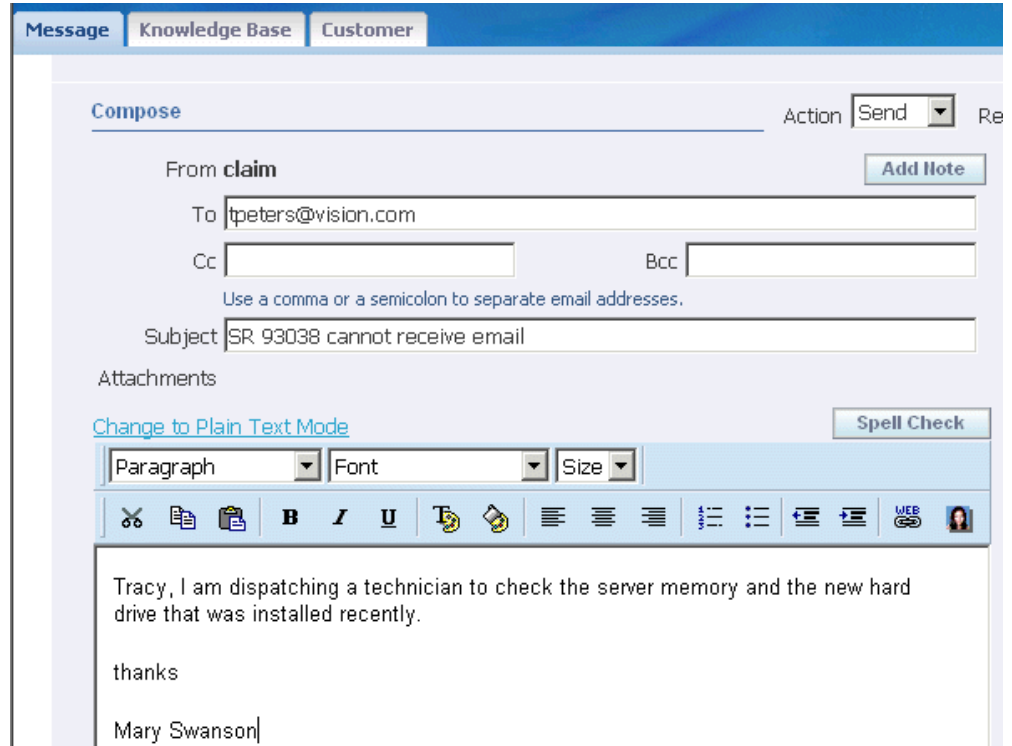 Message Knowledge Base Customer
Compose
Action Send Re
From claim Add Note
To tpeters@vision.com
Cc Bcc
Use a comma or a semicolon to separate email addresses.
Subject SR 93038 cannot receive email
Attachments
Change to Plain Text Mode Spell Check
Paragraph Font Size
B I U T WEB
Tracy, I am dispatching a technician to check the server memory and the new hard
drive that was installed recently.
thanks
Mary Swanson